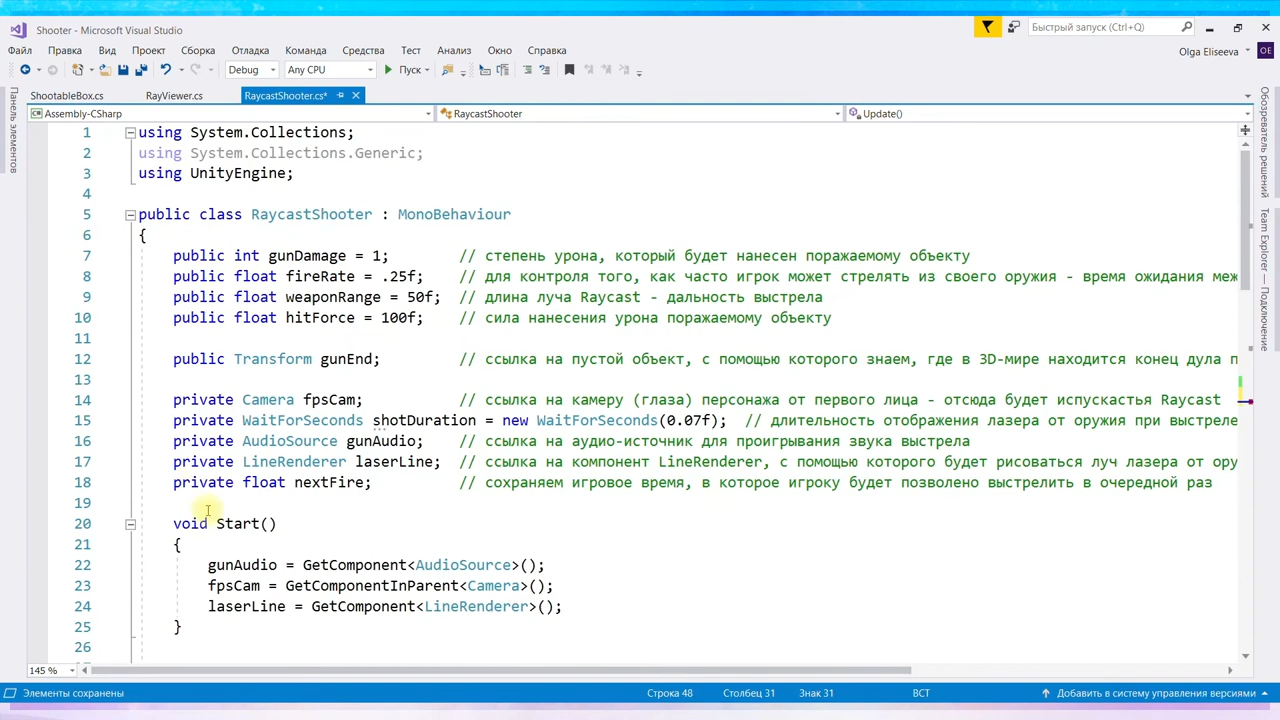 Shooter - Microsoft Visual Studio
Быстрый запуск (Ctrl+Q)
Файл Правка Вид Проект Сборка Отладка Команда Средства Тест Анализ Окно Справка
Olga Eliseeva OE
Debug Any CPU Пуск
ShootableBox.cs RayViewer.cs RaycastShooter.cs*
Assembly-CSharp RaycastShooter Update()
Панель элементов
Обозреватель решений
Team Explorer — Подключение
1 using System.Collections;
2 using System.Collections.Generic;
3 using UnityEngine;
4
5 public class RaycastShooter : MonoBehaviour
6 {
7 public int gunDamage = 1; // степень урона, который будет нанесен поражаемому объекту
8 public float fireRate = .25f; // для контроля того, как часто игрок может стрелять из своего оружия - время ожидания меж
9 public float weaponRange = 50f; // длина луча Raycast - дальность выстрела
10 public float hitForce = 100f; // сила нанесения урона поражаемому объекту
11
12 public Transform gunEnd; // ссылка на пустой объект, с помощью которого знаем, где в 3D-мире находится конец дула п
13
14 private Camera fpsCam; // ссылка на камеру (глаза) персонажа от первого лица - отсюда будет испускастья Raycast
15 private WaitForSeconds shotDuration = new WaitForSeconds(0.07f); // длительность отображения лазера от оружия при выстреле
16 private AudioSource gunAudio; // ссылка на аудио-источник для проигрывания звука выстрела
17 private LineRenderer laserLine; // ссылка на компонент LineRenderer, с помощью которого будет рисоваться луч лазера от ору
18 private float nextFire; // сохраняем игровое время, в которое игроку будет позволено выстрелить в очередной раз
19
20 void Start()
21 {
22 gunAudio = GetComponent<AudioSource>();
23 fpsCam = GetComponentInParent<Camera>();
24 laserLine = GetComponent<LineRenderer>();
25 }
26
145 %
Элементы сохранены Строка 48 Столбец 31 Знак 31 ВСТ Добавить в систему управления версиями